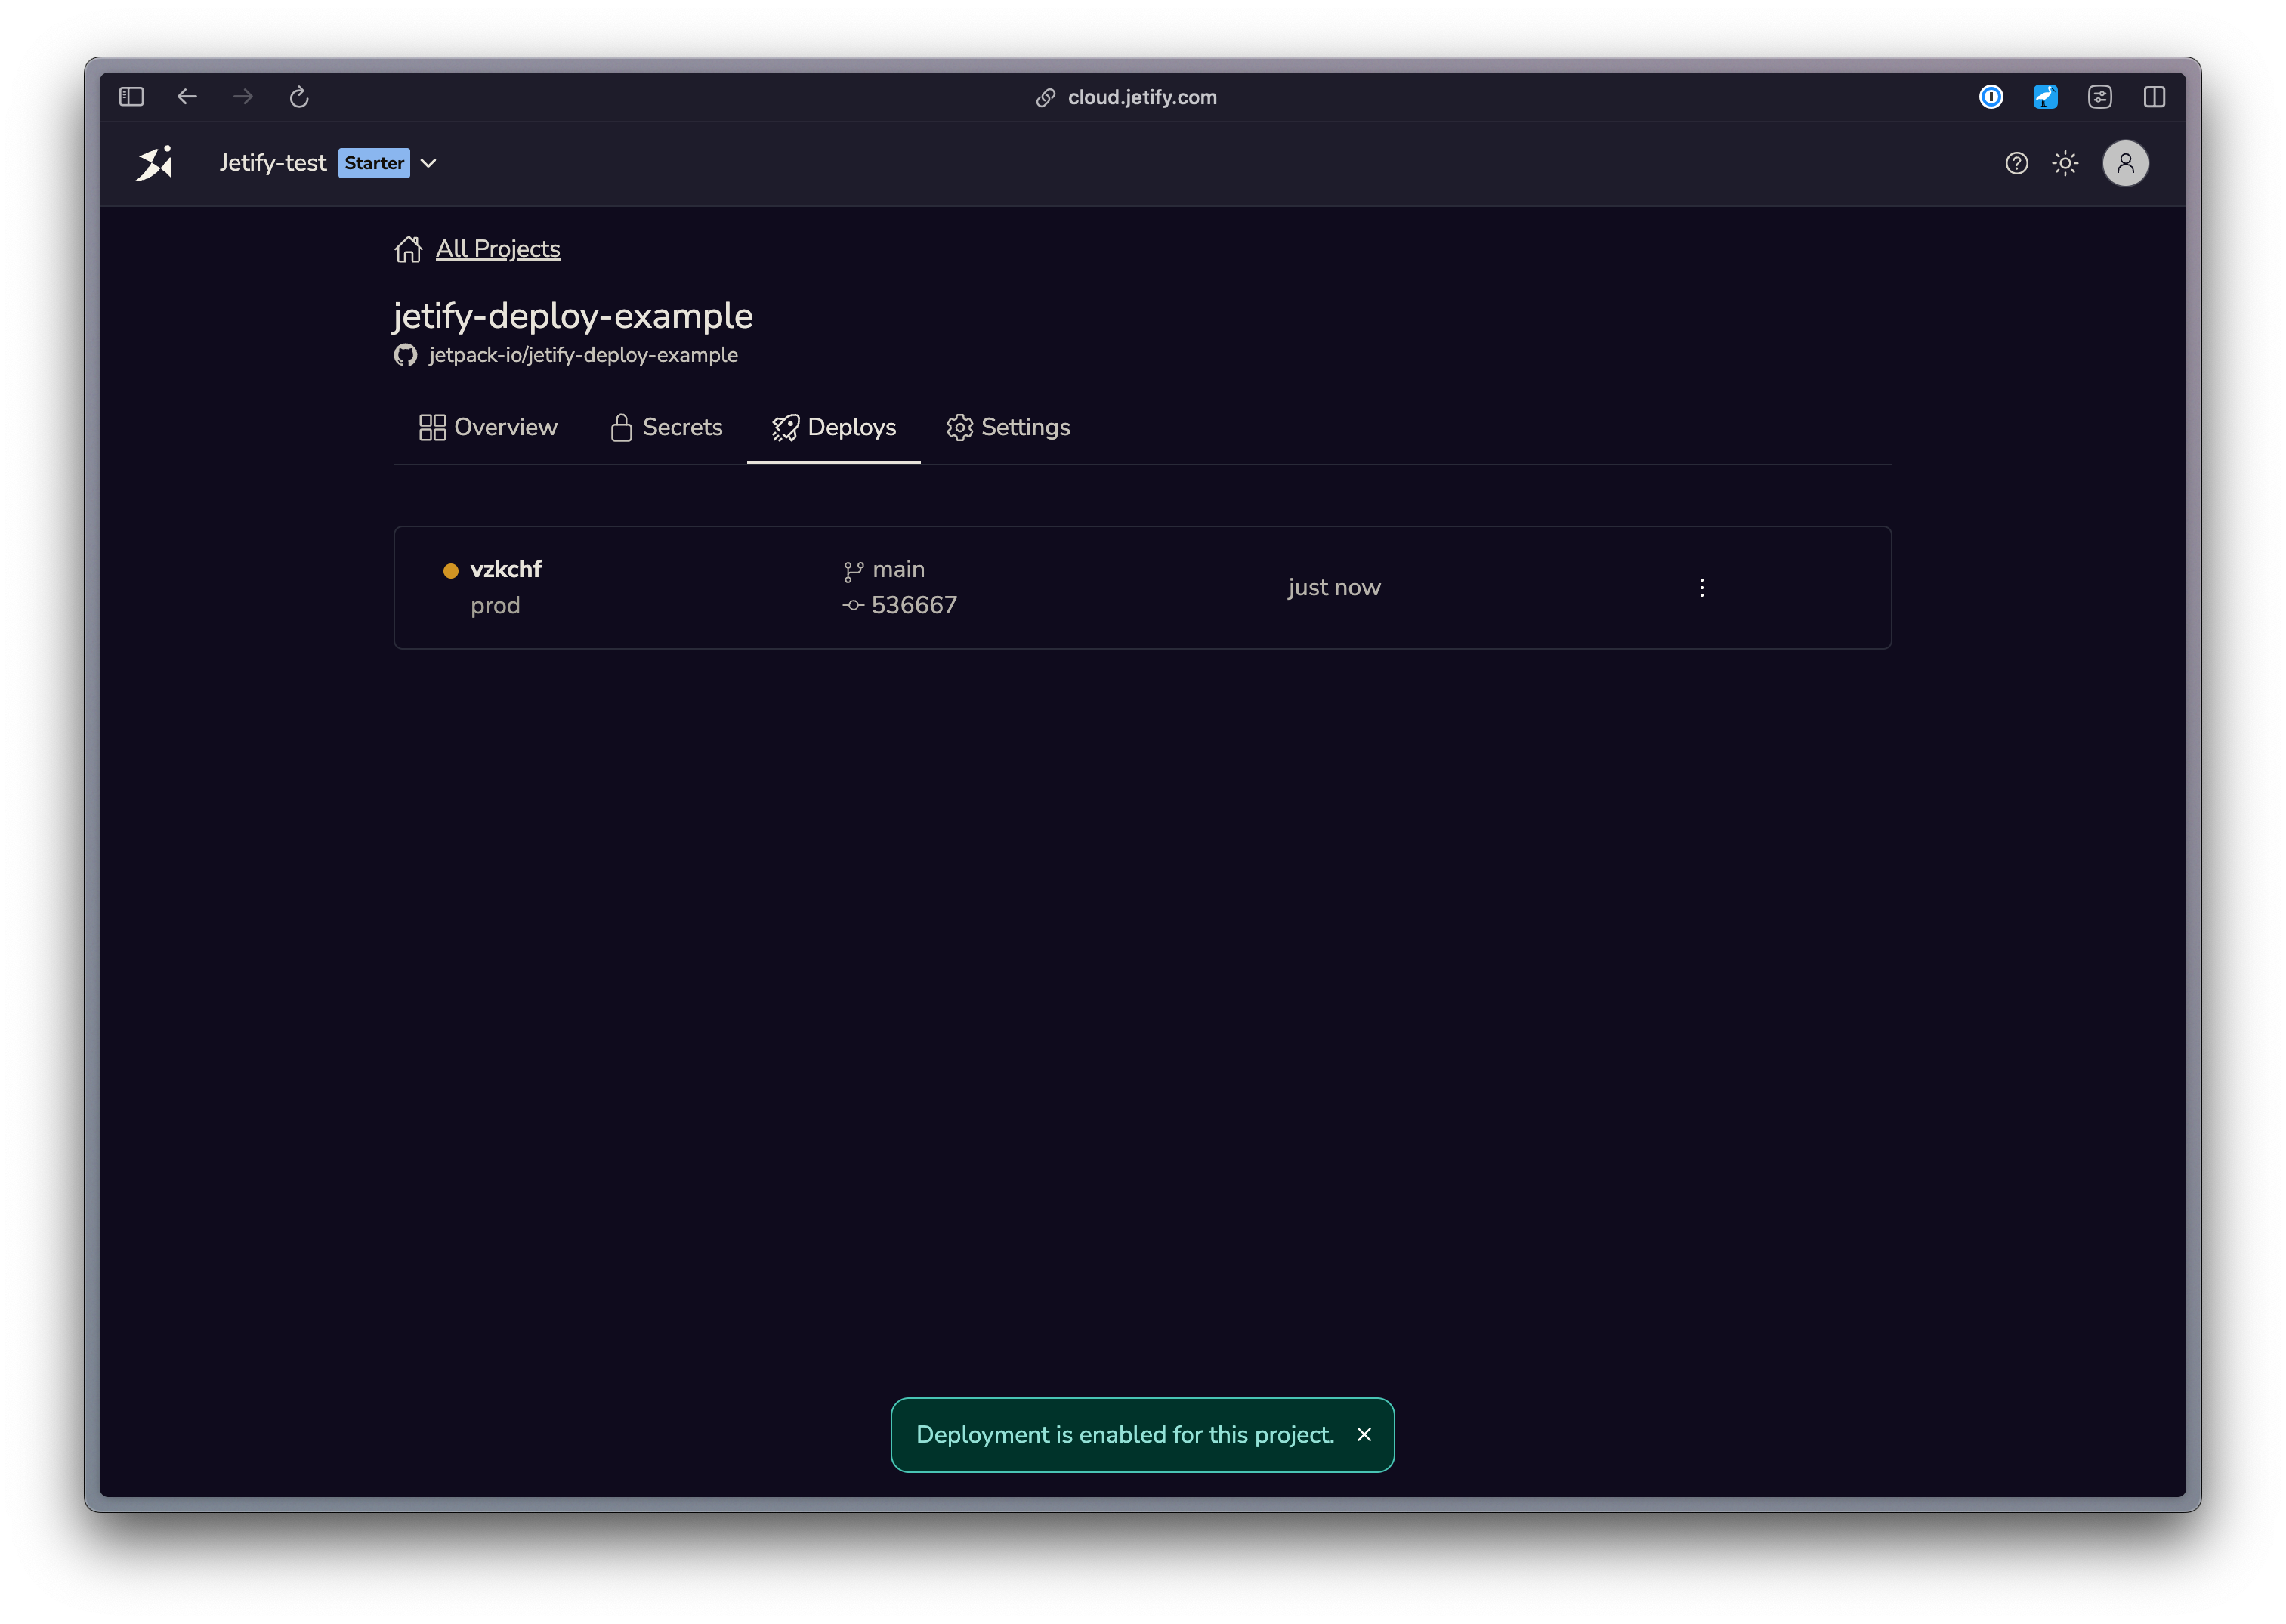 cloud.jetify.com
Jetify-test Starter
All Projects
jetify-deploy-example
jetpack-io/jetify-deploy-example
Overview Secrets Deploys Settings
vzkchf main
prod 536667
just now
Deployment is enabled for this project.